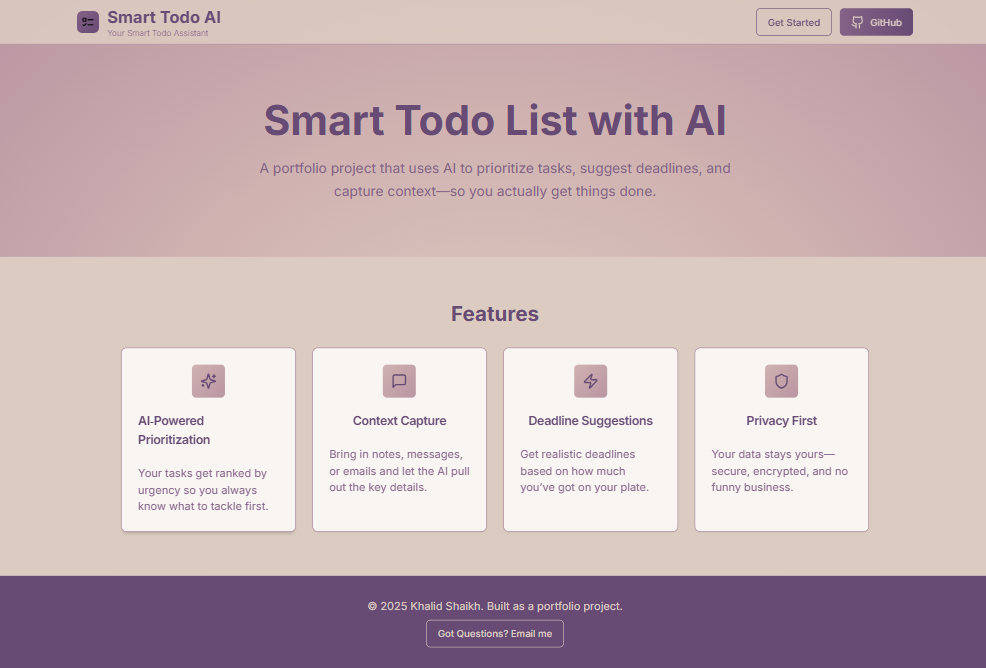 Smart Todo AI
Your Smart Todo Assistant
Get Started
GitHub
Smart Todo List with AI
A portfolio project that uses AI to prioritize tasks, suggest deadlines, and
capture context—so you actually get things done.
Features
AI-Powered
Prioritization
Your tasks get ranked by
urgency so you always
know what to tackle first.
Context Capture
Bring in notes, messages,
or emails and let the AI pull
out the key details.
Deadline Suggestions
Get realistic deadlines
based on how much
you’ve got on your plate.
Privacy First
Your data stays yours—
secure, encrypted, and no
funny business.
© 2025 Khalid Shaikh. Built as a portfolio project.
Got Questions? Email me